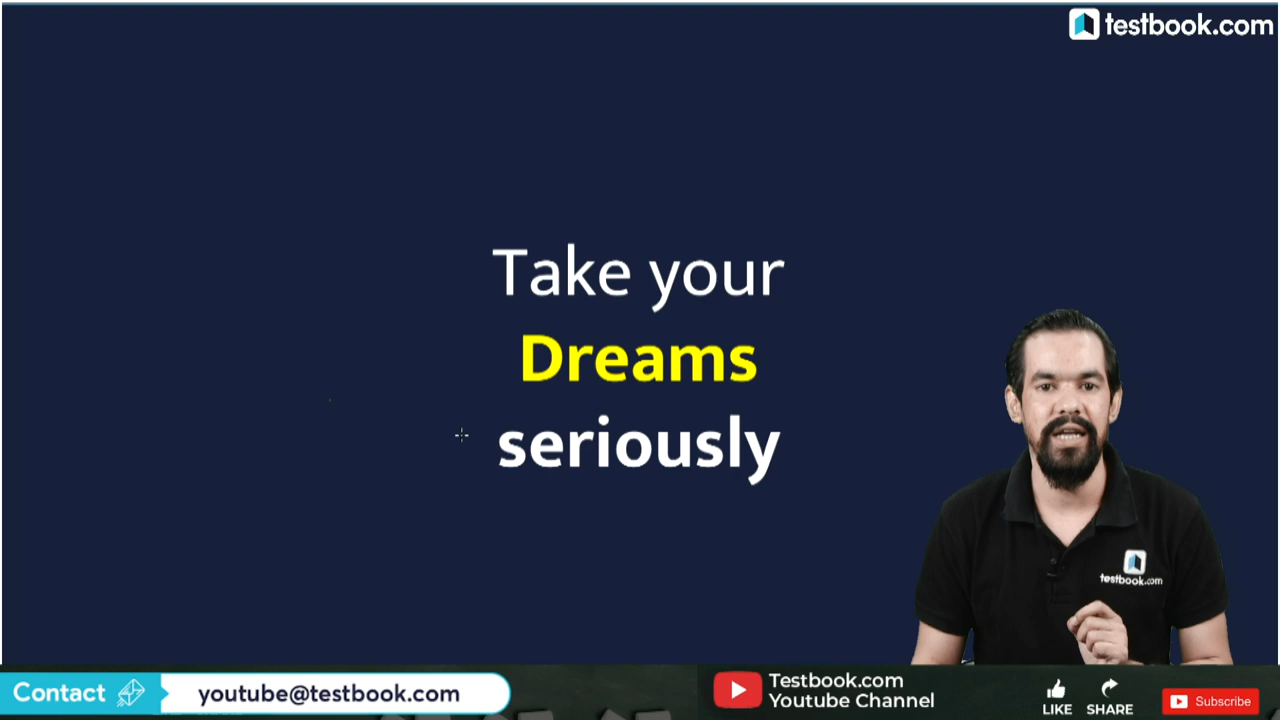 testbook.com
Take your
Dreams
seriously
testbook.com
Contact
youtube@testbook.com
Testbook.com
Youtube Channel
LIKE
SHARE
Subscribe